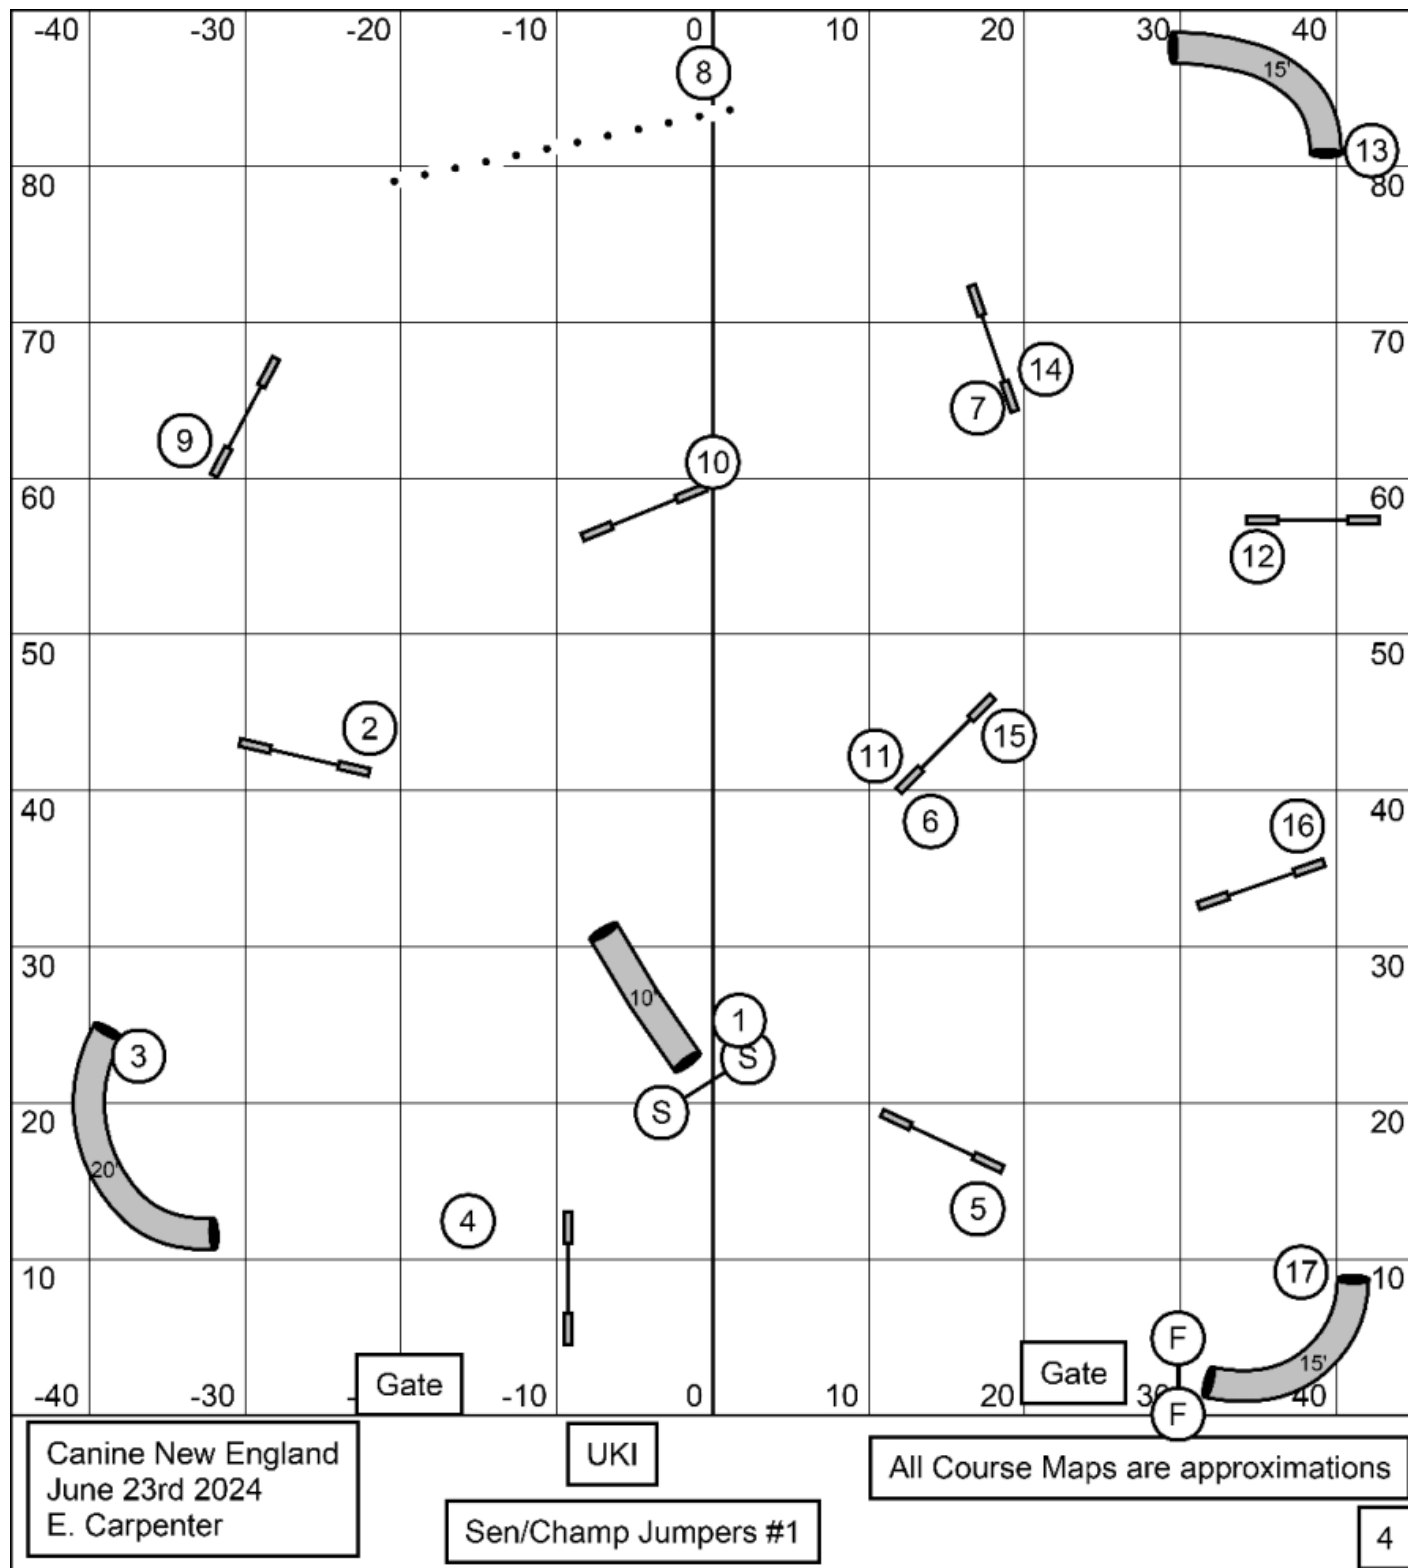 -40 -30 -20 -10 0 10 20 30 40
8
15'
13
80 80
70 70
14
7
9
10
60 60
12
50 50
2
11 15
6
40 40
16
30 30
10'
1
S
3
S
20 20
20'
5
4
17
10 10
F
Gate
15'
Gate
-40 -30 - -10 0 10 20 30 40
F
Canine New England
June 23rd 2024
E. Carpenter
UKI
Sen/Champ Jumpers #1
All Course Maps are approximations
4